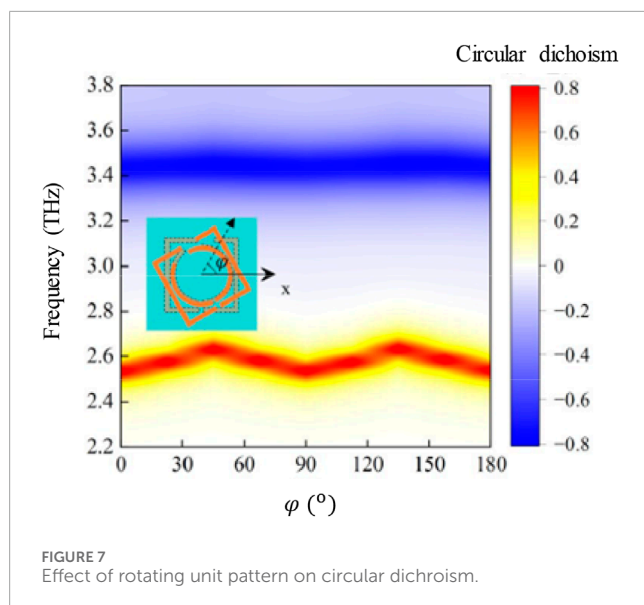 Circular dichoism
3.8
3.6
3.4
3.2
3.0
2.8
2.6
2.4
2.2
Frequency (THz)
φ
x
0 30 60 90 120 150 180
φ (°)
0.8
0.6
0.4
0.2
0
−0.2
−0.4
−0.6
−0.8
FIGURE 7
Effect of rotating unit pattern on circular dichroism.